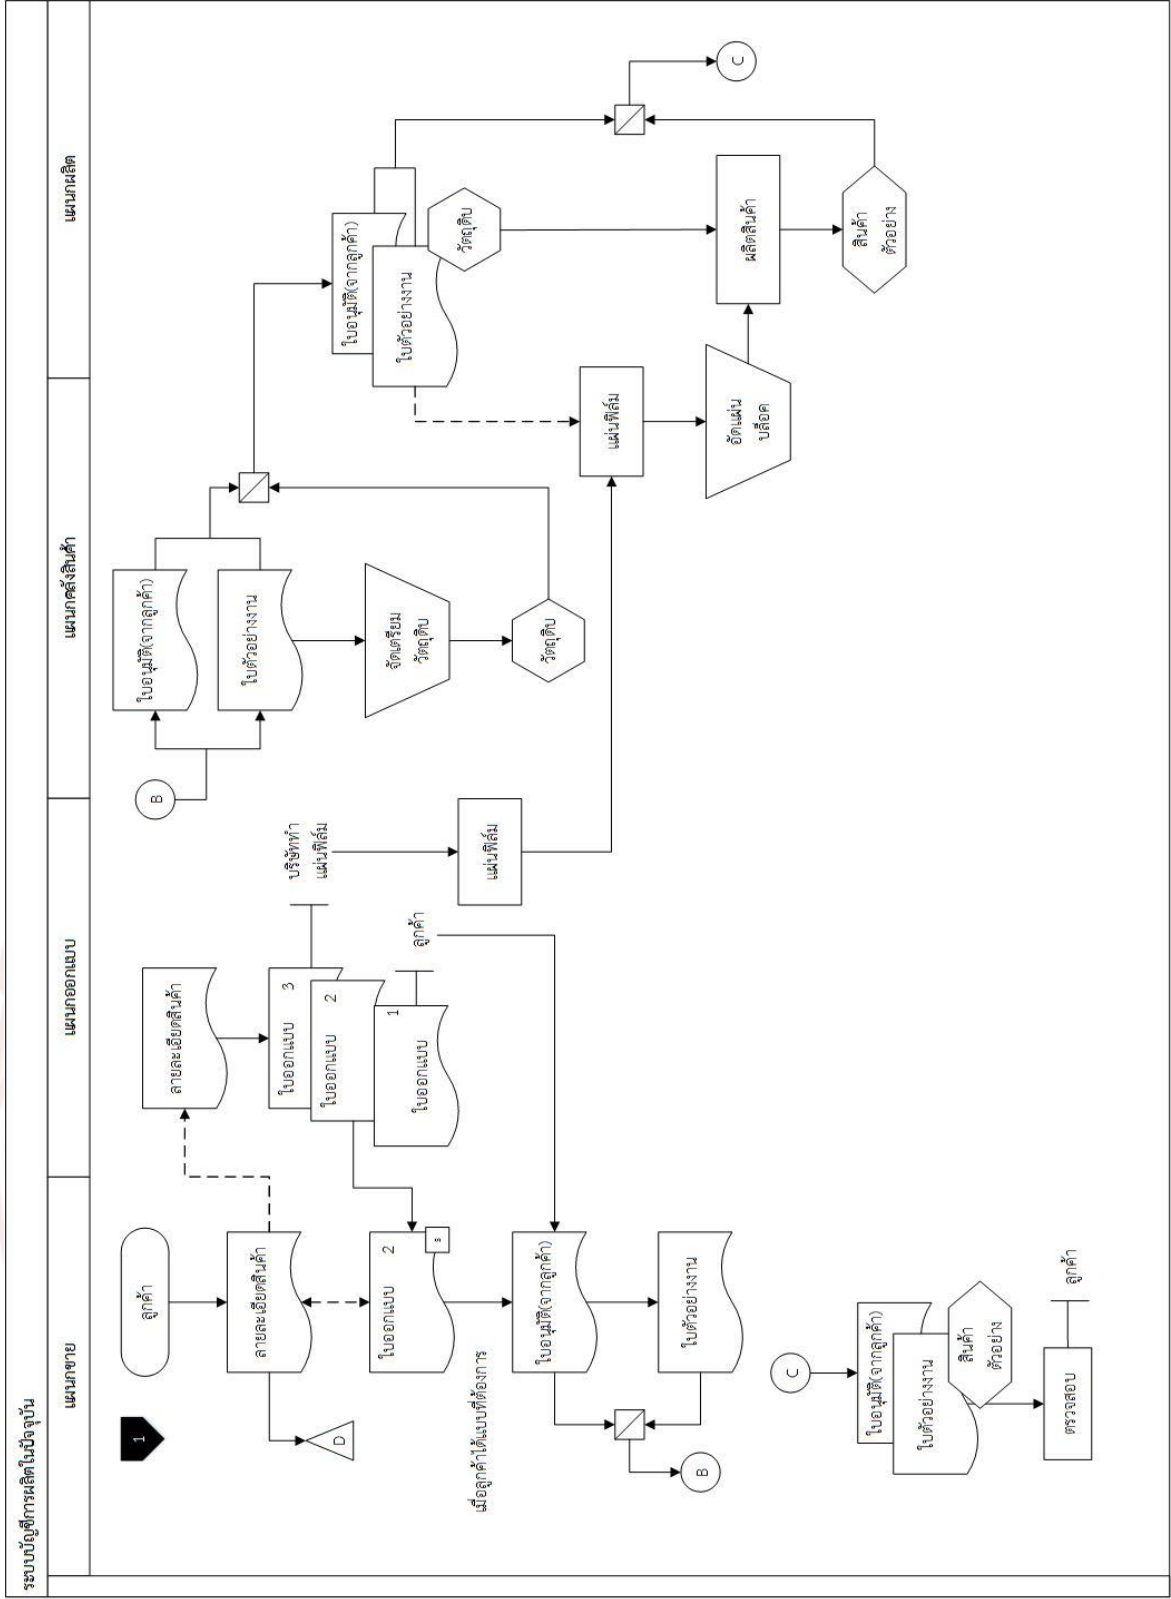 ระบบบัญชีการผลิตในปัจจุบัน
แผนกขาย
แผนกออกแบบ
แผนกคลังสินค้า
แผนกผลิต
1
ลูกค้า
ลายละเอียดสินค้า
D
ใบออกแบบ 2
s
เมื่อลูกค้าได้แบบที่ต้องการ
ใบอนุมัติ(จากลูกค้า)
ใบตัวอย่างงาน
B
C
ใบอนุมัติ(จากลูกค้า)
ใบตัวอย่างงาน
สินค้า
ตัวอย่าง
ตรวจสอบ
ลูกค้า
ลายละเอียดสินค้า
ใบออกแบบ 3
ใบออกแบบ 2
ใบออกแบบ 1
บริษัททำ
แผ่นฟิล์ม
ลูกค้า
แผ่นฟิล์ม
B
ใบอนุมัติ(จากลูกค้า)
ใบตัวอย่างงาน
จัดเตรียม
วัตถุดิบ
วัตถุดิบ
ใบอนุมัติ(จากลูกค้า)
ใบตัวอย่างงาน
วัตถุดิบ
แผ่นฟิล์ม
อัดแผ่น
บล็อค
ผลิตสินค้า
สินค้า
ตัวอย่าง
C